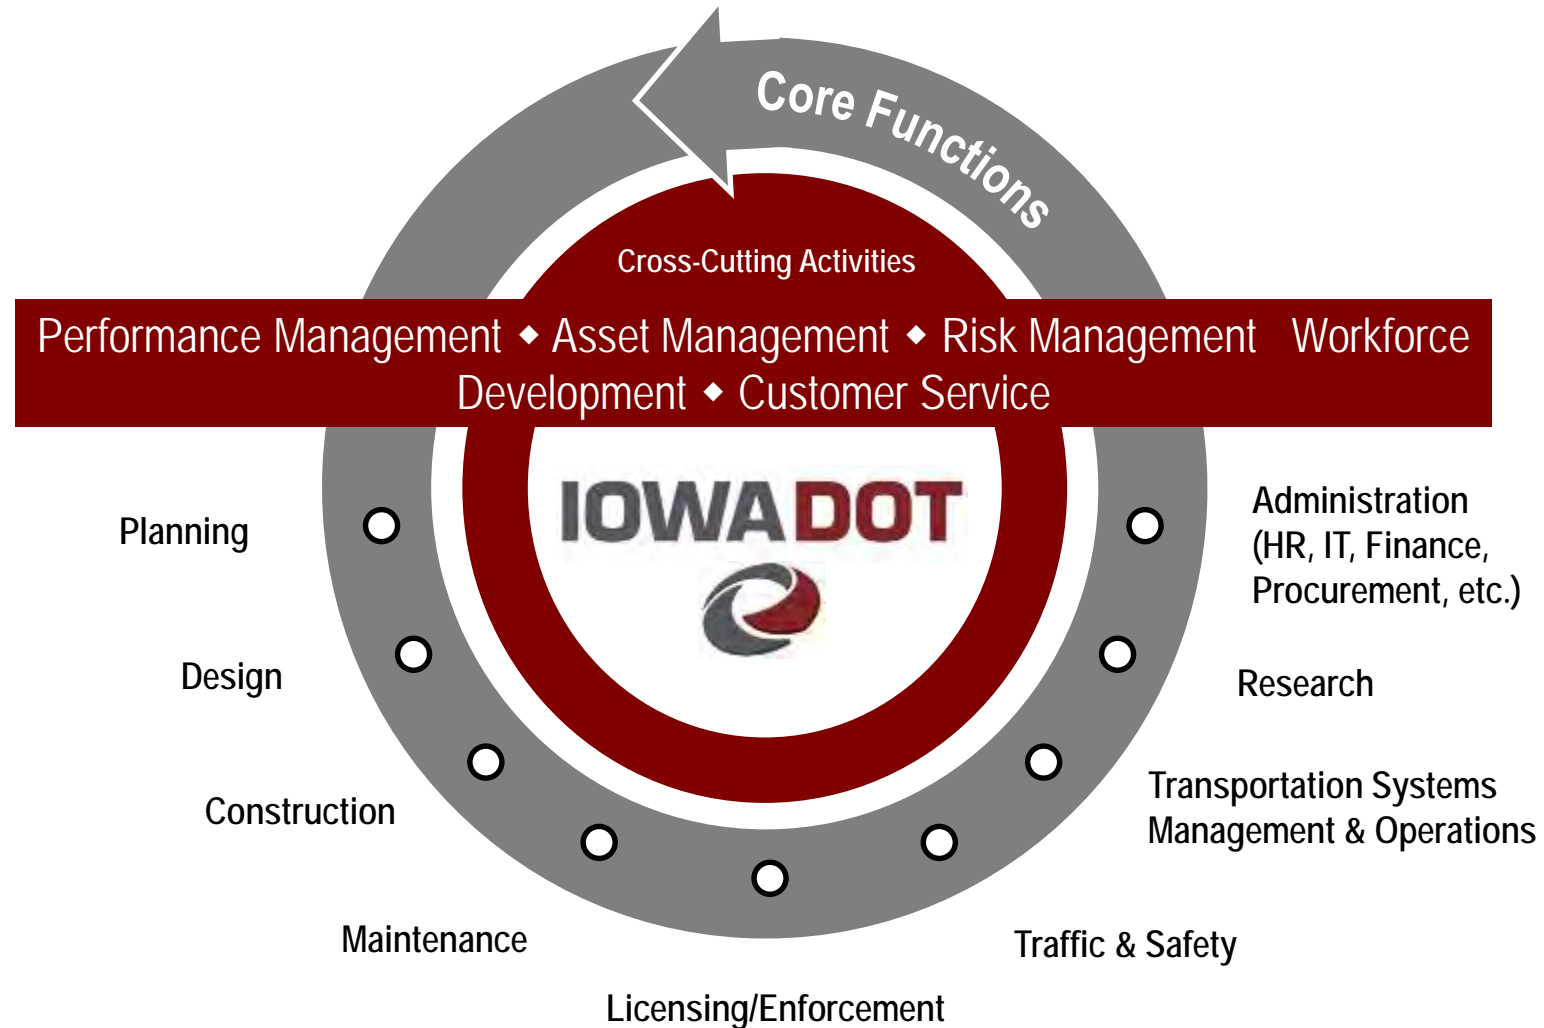 Core Functions
Cross-Cutting Activities
Performance Management ◆ Asset Management ◆ Risk Management Workforce
Development ◆ Customer Service
IOWADOT
Planning
Design
Construction
Maintenance
Licensing/Enforcement
Traffic & Safety
Transportation Systems
Management & Operations
Research
Administration
(HR, IT, Finance,
Procurement, etc.)